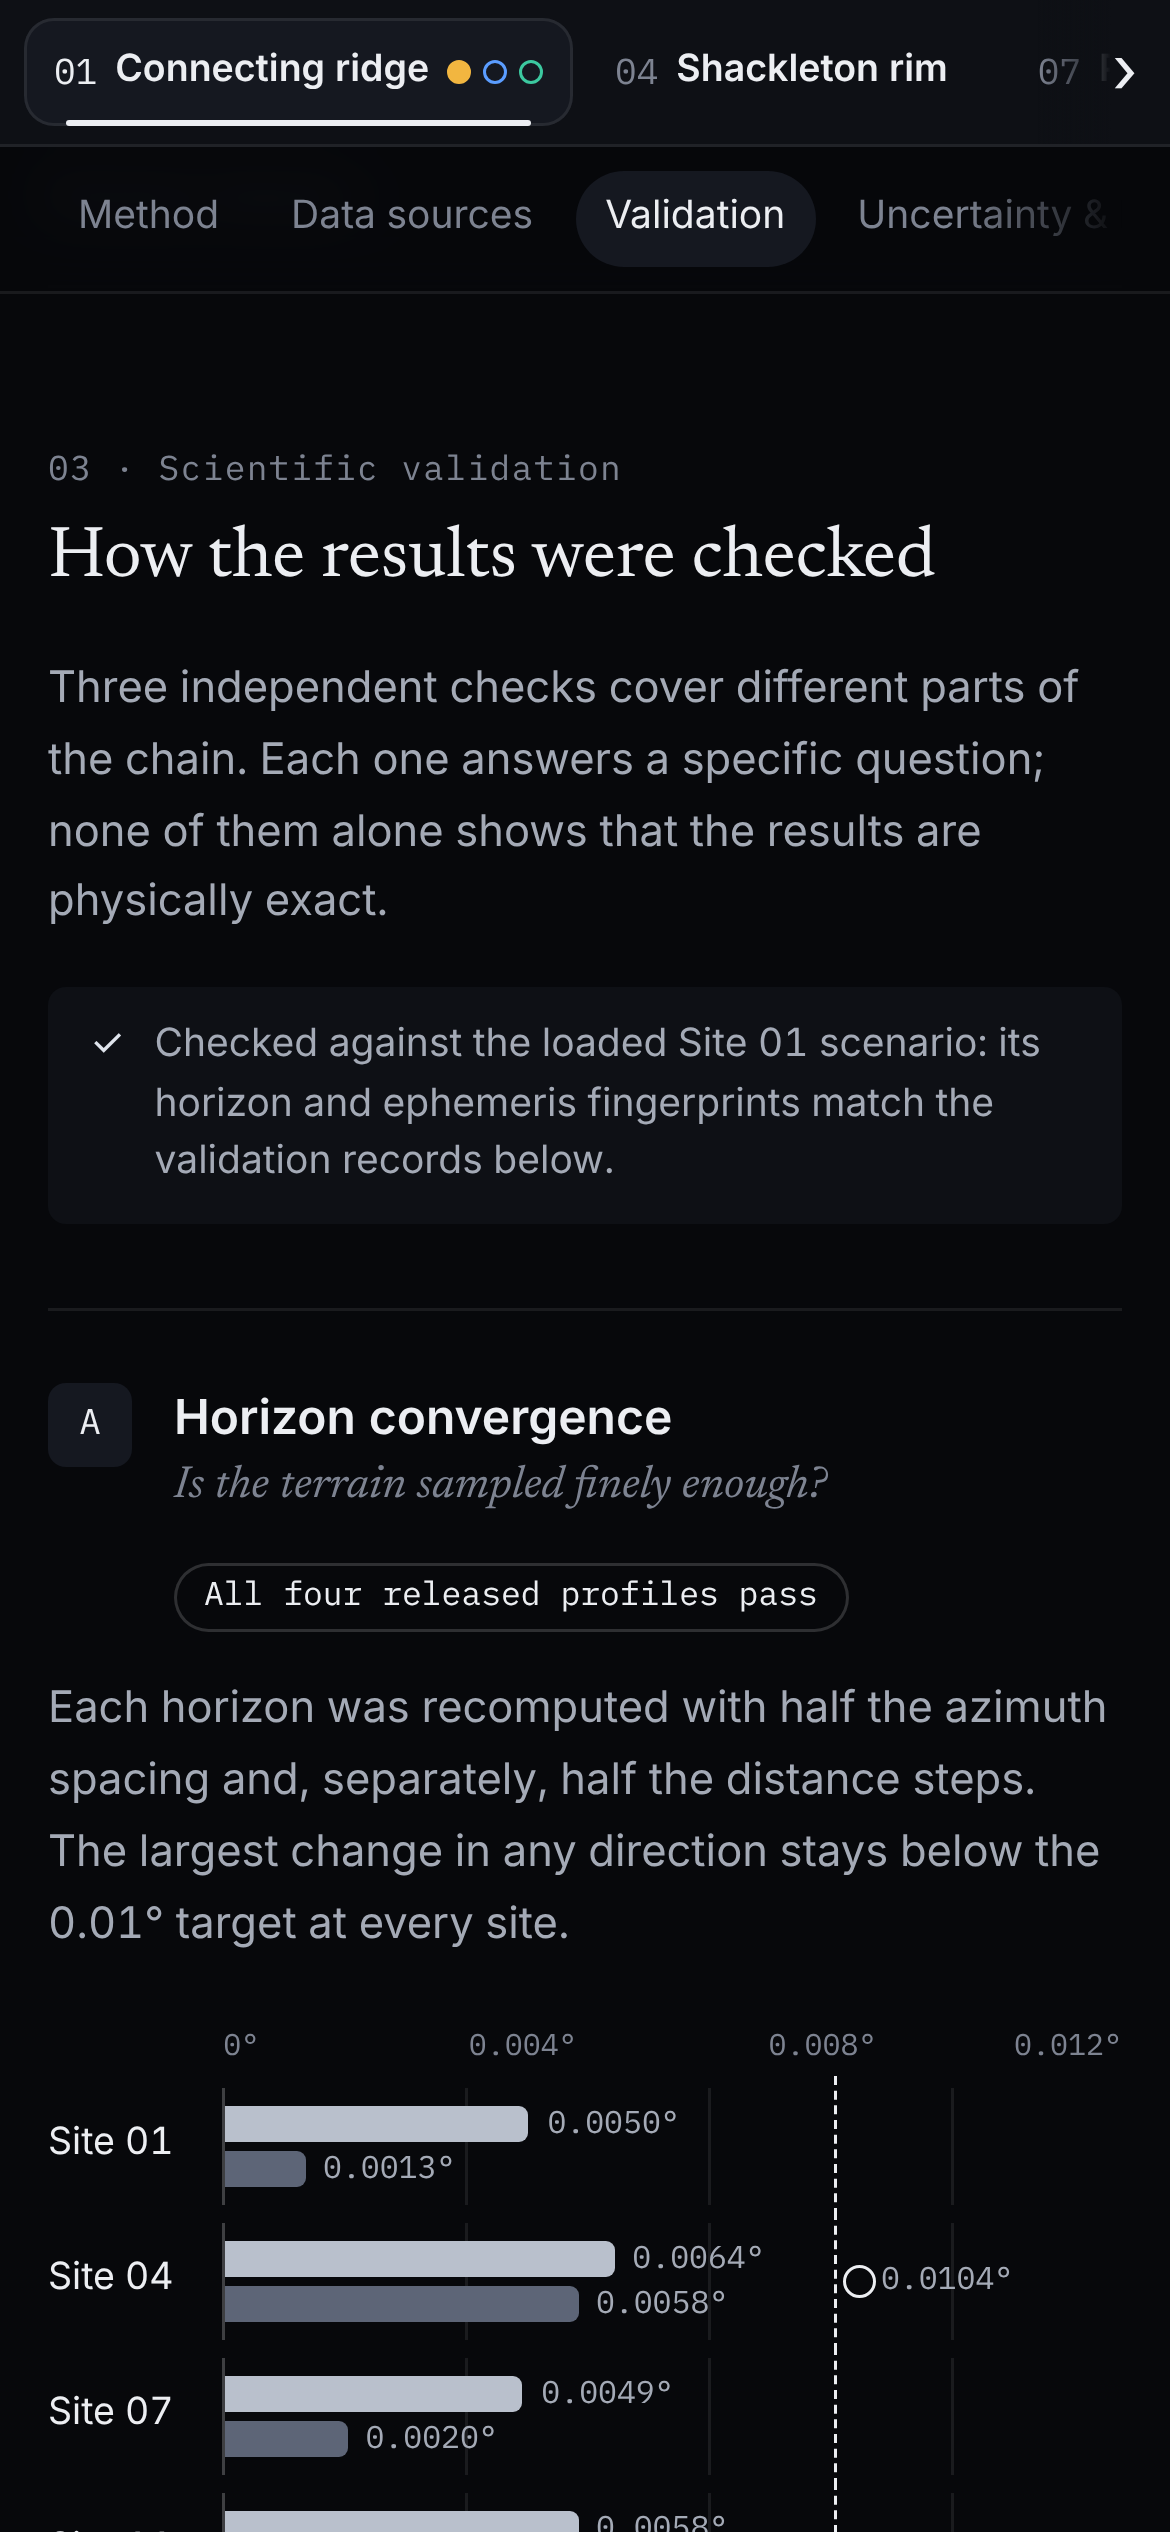 01 Connecting ridge
04 Shackleton rim
07
Method
Data sources
Validation
Uncertainty &
03 · Scientific validation
How the results were checked
Three independent checks cover different parts of
the chain. Each one answers a specific question;
none of them alone shows that the results are
physically exact.
✓ Checked against the loaded Site 01 scenario: its
horizon and ephemeris fingerprints match the
validation records below.
A
Horizon convergence
Is the terrain sampled finely enough?
All four released profiles pass
Each horizon was recomputed with half the azimuth
spacing and, separately, half the distance steps.
The largest change in any direction stays below the
0.01° target at every site.
0° 0.004° 0.008° 0.012°
Site 01
0.0050°
0.0013°
Site 04
0.0064°
0.0058°
0.0104°
Site 07
0.0049°
0.0020°
0.0058°